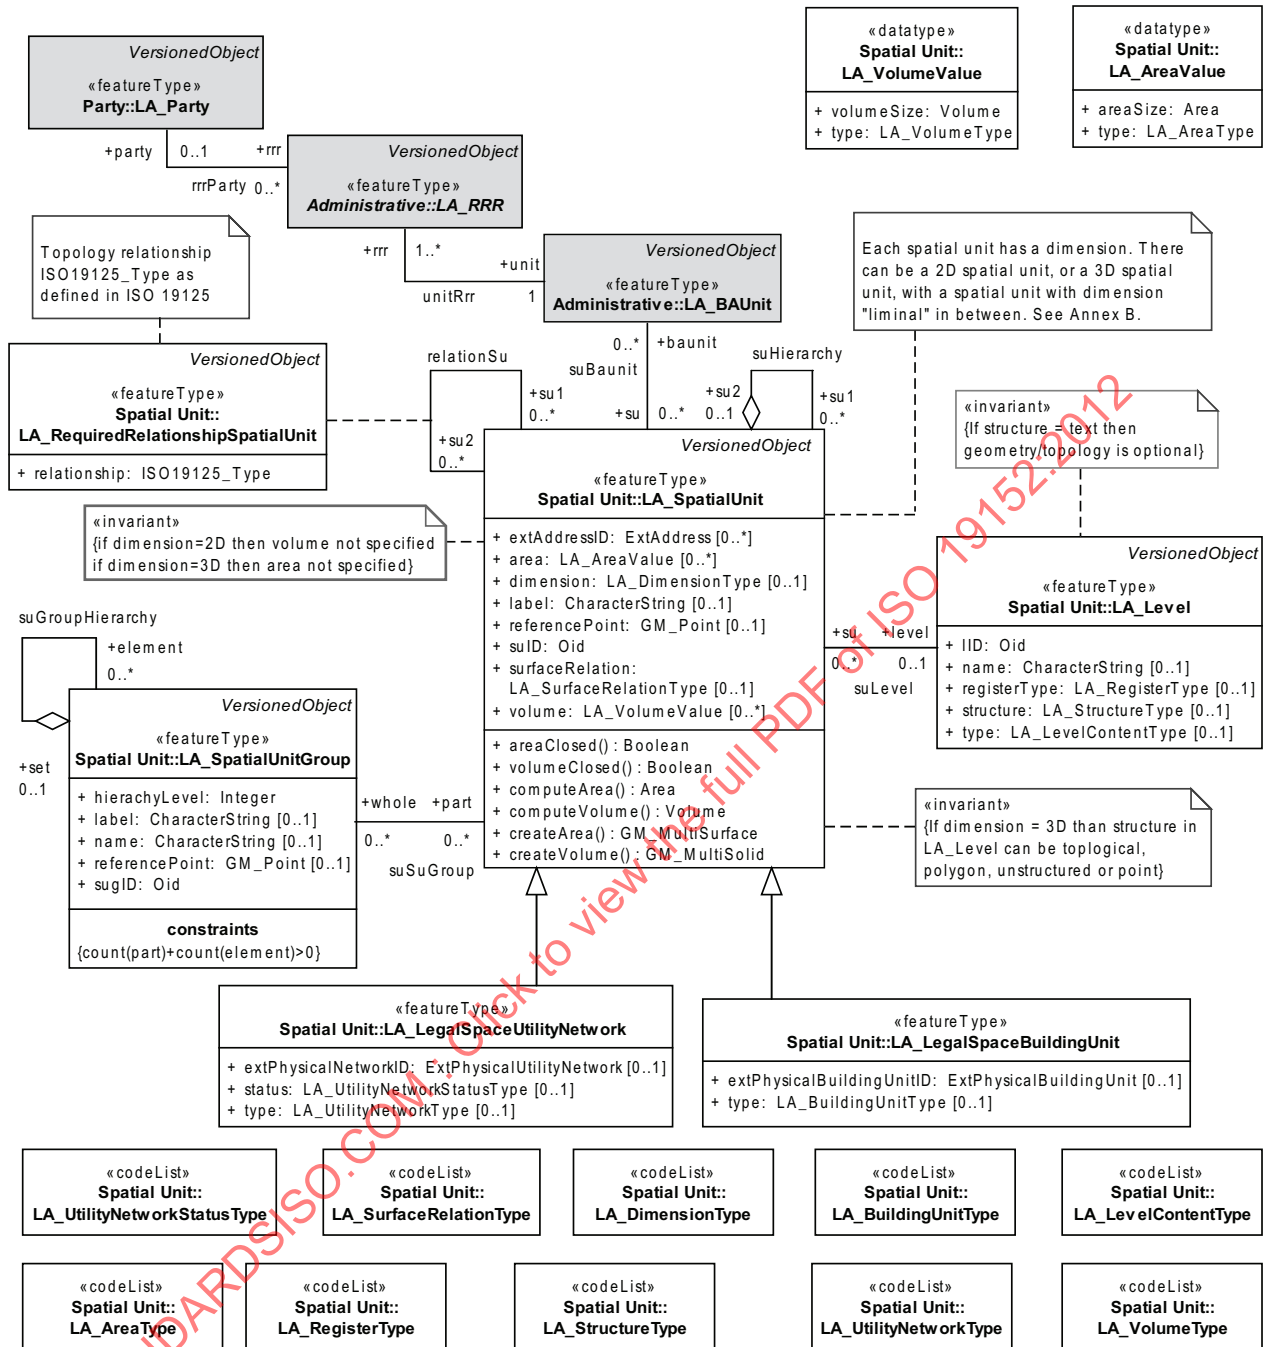 VersionedObject
«featureType»
Party::LA_Party
+party
0..1
+rrr
rrrParty
0..*
VersionedObject
«featureType»
Administrative::LA_RRR
+rrr
1..*
+unit
unitRrr
1
VersionedObject
«featureType»
Administrative::LA_BAUnit
«datatype»
Spatial Unit::
LA_VolumeValue
+ volumeSize: Volume
+ type: LA_VolumeType
«datatype»
Spatial Unit::
LA_AreaValue
+ areaSize: Area
+ type: LA_AreaType
Topology relationship
ISO19125_Type as
defined in ISO 19125
Each spatial unit has a dimension. There
can be a 2D spatial unit, or a 3D spatial
unit, with a spatial unit with dimension
"liminal" in between. See Annex B.
VersionedObject
«featureType»
Spatial Unit::
LA_RequiredRelationshipSpatialUnit
+ relationship: ISO19125_Type
relationSu
+su1
0..*
+su2
0..*
0..*
+baunit
suBaunit
+su
0..*
suHierarchy
+su2
0..1
+su1
0..*
«invariant»
{If structure = text then
geometry/topology is optional}
«invariant»
{if dimension=2D then volume not specified
if dimension=3D then area not specified}
VersionedObject
«featureType»
Spatial Unit::LA_SpatialUnit
+ extAddressID: ExtAddress [0..*]
+ area: LA_AreaValue [0..*]
+ dimension: LA_DimensionType [0..1]
+ label: CharacterString [0..1]
+ referencePoint: GM_Point [0..1]
+ suID: Oid
+ surfaceRelation:
LA_SurfaceRelationType [0..1]
+ volume: LA_VolumeValue [0..*]
+ areaClosed() : Boolean
+ volumeClosed() : Boolean
+ computeArea() : Area
+ computeVolume() : Volume
+ createArea() : GM_MultiSurface
+ createVolume() : GM_MultiSolid
VersionedObject
«featureType»
Spatial Unit::LA_Level
+ lID: Oid
+ name: CharacterString [0..1]
+ registerType: LA_RegisterType [0..1]
+ structure: LA_StructureType [0..1]
+ type: LA_LevelContentType [0..1]
+su
+level
0..*
0..1
suLevel
suGroupHierarchy
+element
0..*
+set
0..1
VersionedObject
«featureType»
Spatial Unit::LA_SpatialUnitGroup
+ hierachyLevel: Integer
+ label: CharacterString [0..1]
+ name: CharacterString [0..1]
+ referencePoint: GM_Point [0..1]
+ sugID: Oid
constraints
{count(part)+count(element)>0}
+whole
+part
0..*
0..*
suSuGroup
«invariant»
{If dimension = 3D than structure in
LA_Level can be toplogical,
polygon, unstructured or point}
«featureType»
Spatial Unit::LA_LegalSpaceUtilityNetwork
+ extPhysicalNetworkID: ExtPhysicalUtilityNetwork [0..1]
+ status: LA_UtilityNetworkStatusType [0..1]
+ type: LA_UtilityNetworkType [0..1]
«featureType»
Spatial Unit::LA_LegalSpaceBuildingUnit
+ extPhysicalBuildingUnitID: ExtPhysicalBuildingUnit [0..1]
+ type: LA_BuildingUnitType [0..1]
«codeList»
Spatial Unit::
LA_UtilityNetworkStatusType
«codeList»
Spatial Unit::
LA_SurfaceRelationType
«codeList»
Spatial Unit::
LA_DimensionType
«codeList»
Spatial Unit::
LA_BuildingUnitType
«codeList»
Spatial Unit::
LA_LevelContentType
«codeList»
Spatial Unit::
LA_AreaType
«codeList»
Spatial Unit::
LA_RegisterType
«codeList»
Spatial Unit::
LA_StructureType
«codeList»
Spatial Unit::
LA_UtilityNetworkType
«codeList»
Spatial Unit::
LA_VolumeType
NDARDSISO.COM : Click to view the full PDF of ISO 19152:2012